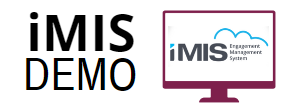 iMIS
DEMO
iMIS Engagement
Management
System